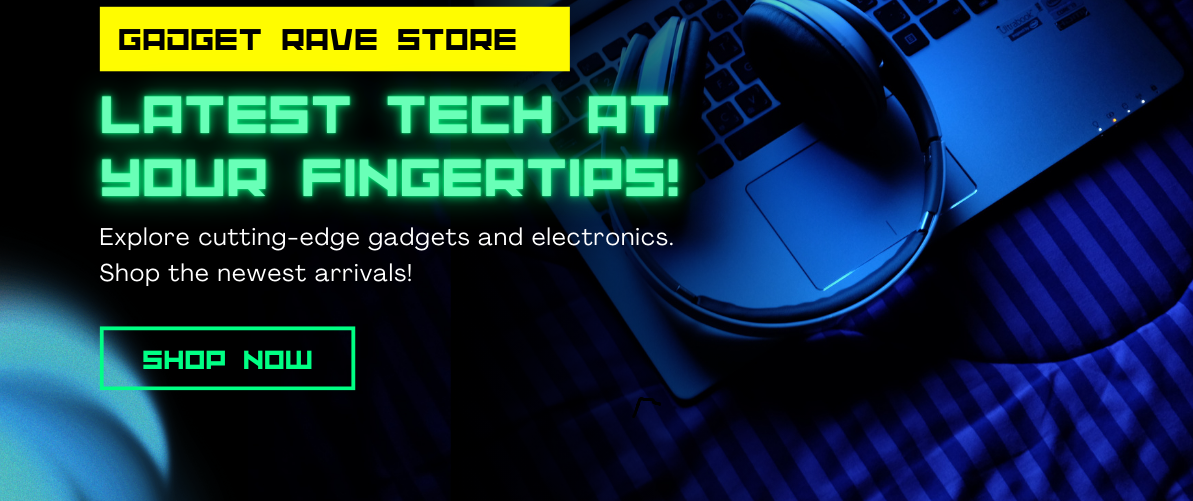 GADGET RAVE STORE
LATEST TECH AT
YOUR FINGERTIPS!
Explore cutting-edge gadgets and electronics.
Shop the newest arrivals!
SHOP NOW